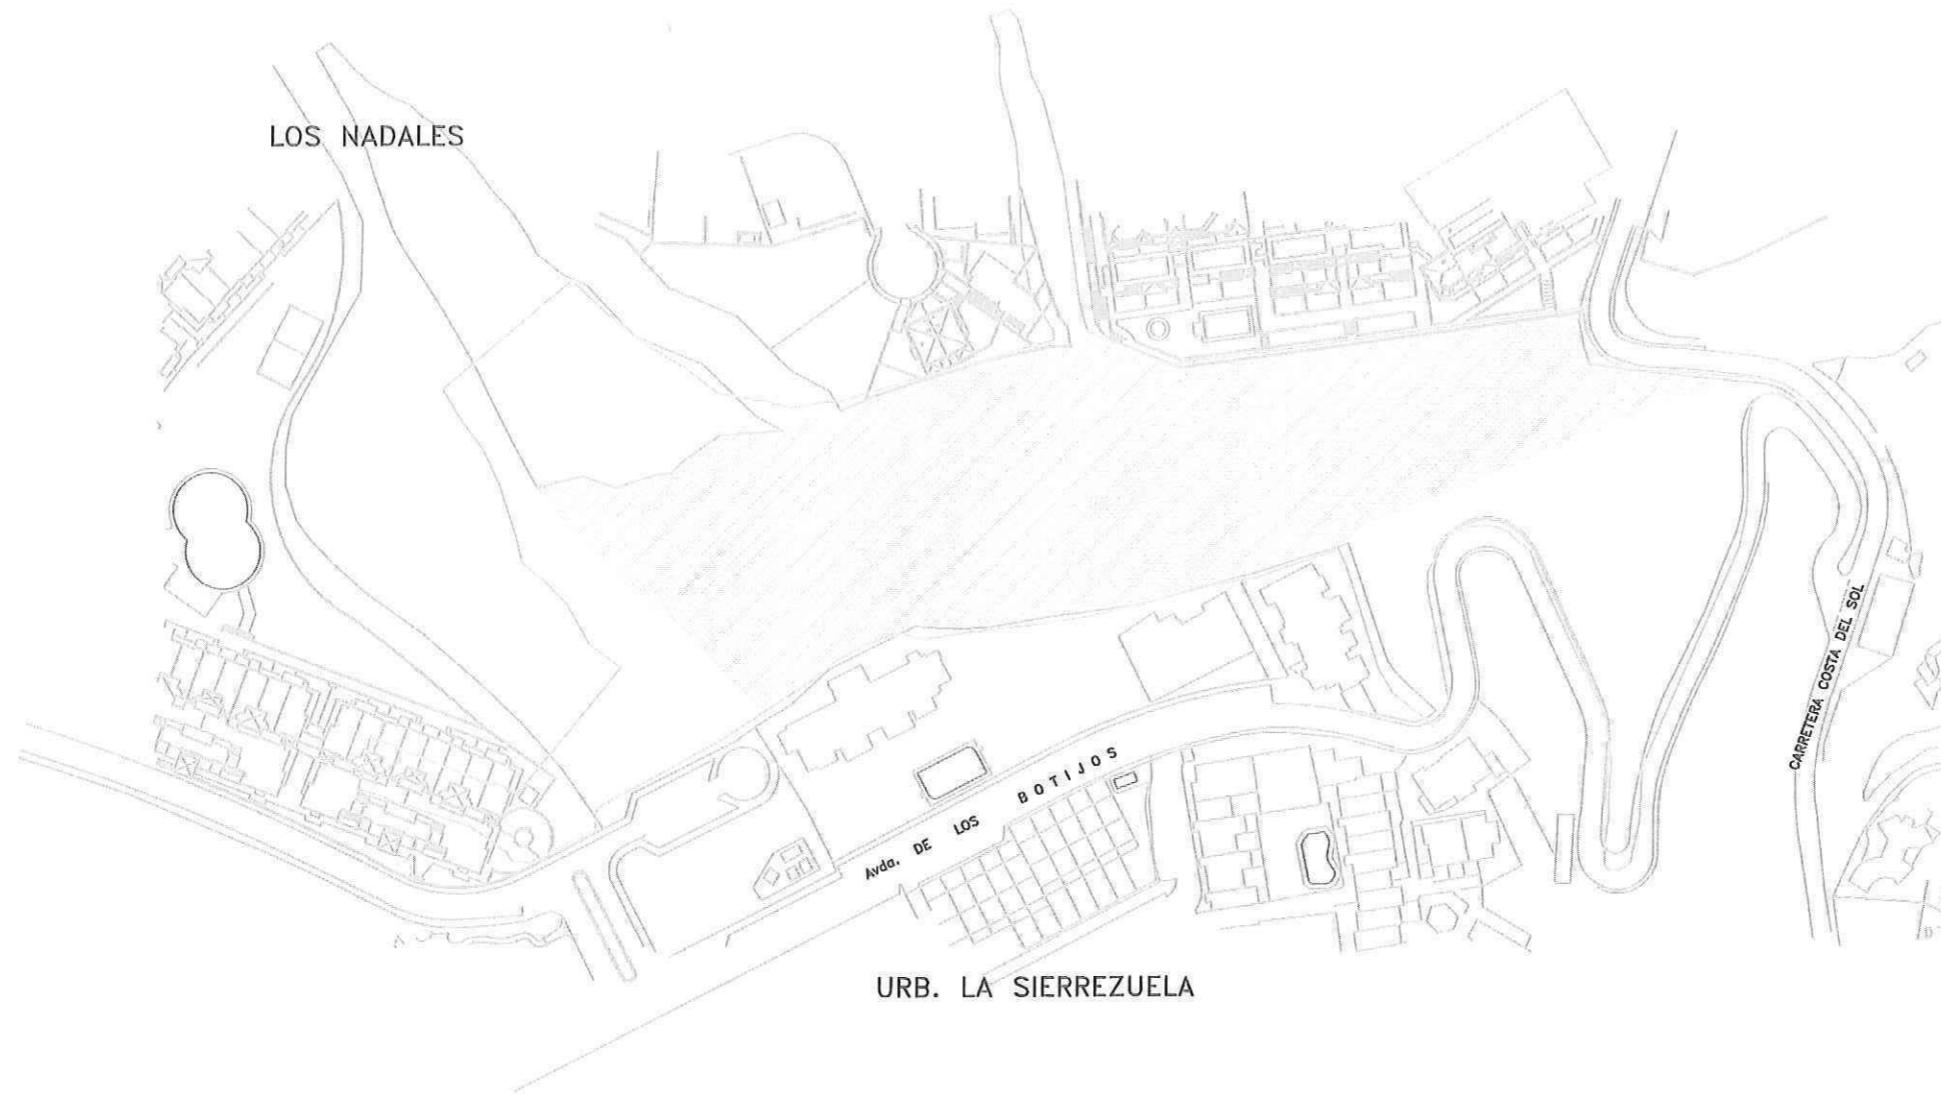 LOS NADALES
CARRETERA COSTA DEL SOL
Avda. DE LOS BOTIJOS
URB. LA SIERREZUELA